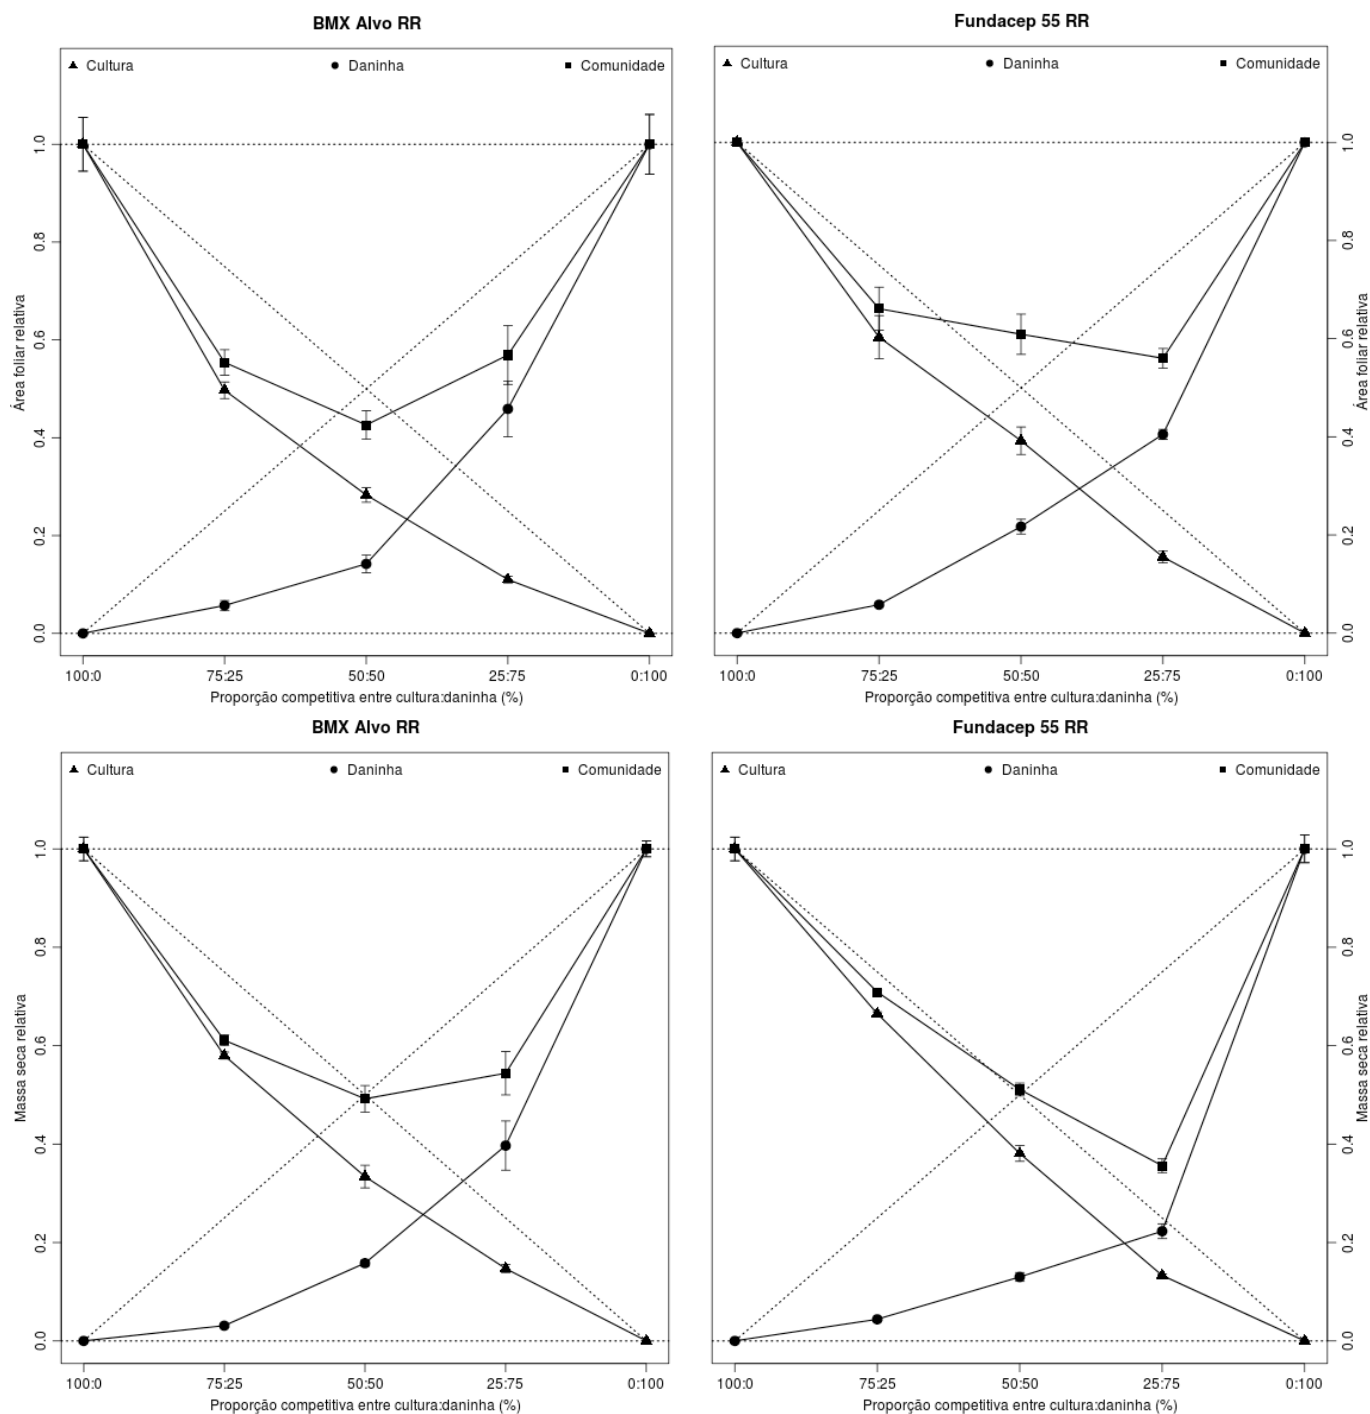 BMX Alvo RR
Cultura Daninha Comunidade
1.0
0.8
0.6
0.4
0.2
0.0
Área foliar relativa
100:0 75:25 50:50 25:75 0:100
Proporção competitiva entre cultura:daninha (%)
Fundacep 55 RR
Cultura Daninha Comunidade
1.0
0.8
0.6
0.4
0.2
0.0
Área foliar relativa
100:0 75:25 50:50 25:75 0:100
Proporção competitiva entre cultura:daninha (%)
BMX Alvo RR
Cultura Daninha Comunidade
1.0
0.8
0.6
0.4
0.2
0.0
Massa seca relativa
100:0 75:25 50:50 25:75 0:100
Proporção competitiva entre cultura:daninha (%)
Fundacep 55 RR
Cultura Daninha Comunidade
1.0
0.8
0.6
0.4
0.2
0.0
Massa seca relativa
100:0 75:25 50:50 25:75 0:100
Proporção competitiva entre cultura:daninha (%)